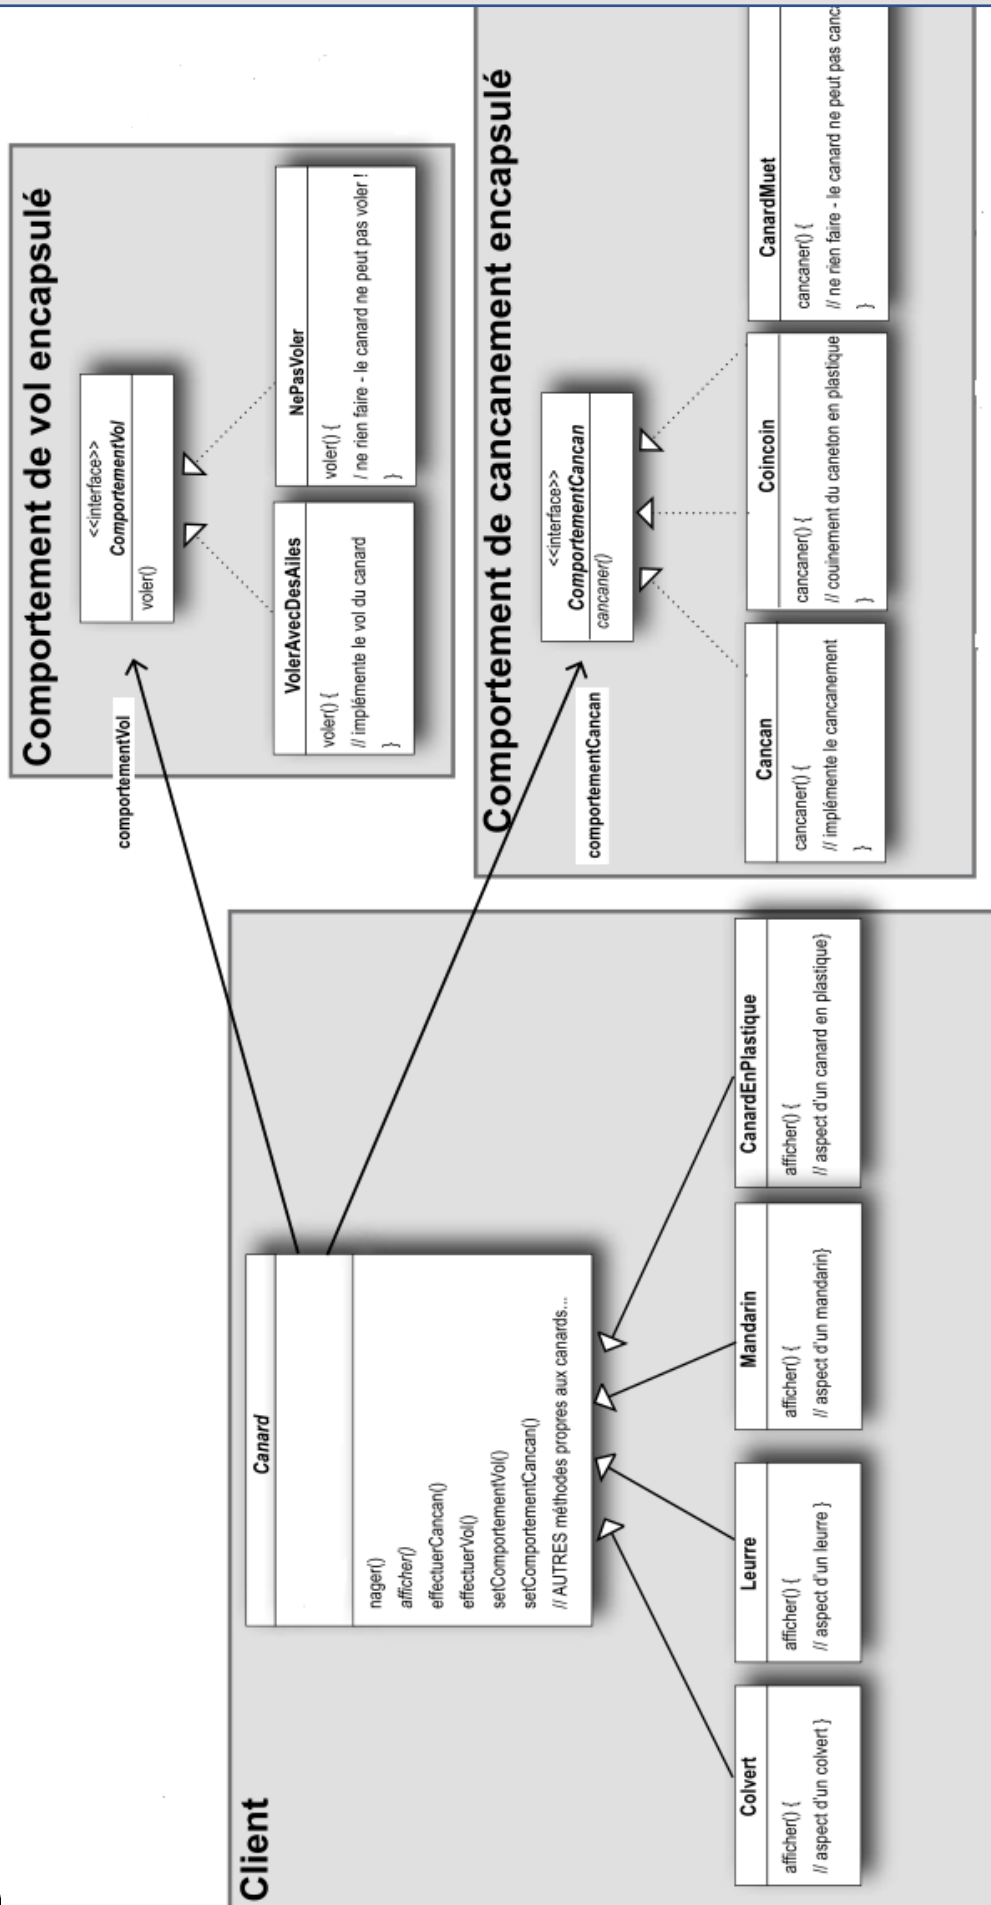 Client
Canard
nager()
afficher()
effectuerCancan()
effectuerVol()
setComportementVol()
setComportementCancan()
// AUTRES méthodes propres aux canards...
Colvert
afficher() {
// aspect d'un colvert }
Leurre
afficher() {
// aspect d'un leurre }
Mandarin
afficher() {
// aspect d'un mandarin}
CanardEnPlastique
afficher() {
// aspect d'un canard en plastique}
Comportement de vol encapsulé
comportementVol
<<interface>>
ComportementVol
voler()
VolerAvecDesAiles
voler() {
// implémente le vol du canard
}
NePasVoler
voler() {
/ ne rien faire - le canard ne peut pas voler !
}
Comportement de cancanement encapsulé
comportementCancan
<<interface>>
ComportementCancan
cancaner()
Cancan
cancaner() {
// implémente le cancanement
}
Coincoin
cancaner() {
// couinement du caneton en plastique
}
CanardMuet
cancaner() {
// ne rien faire - le canard ne peut pas
}